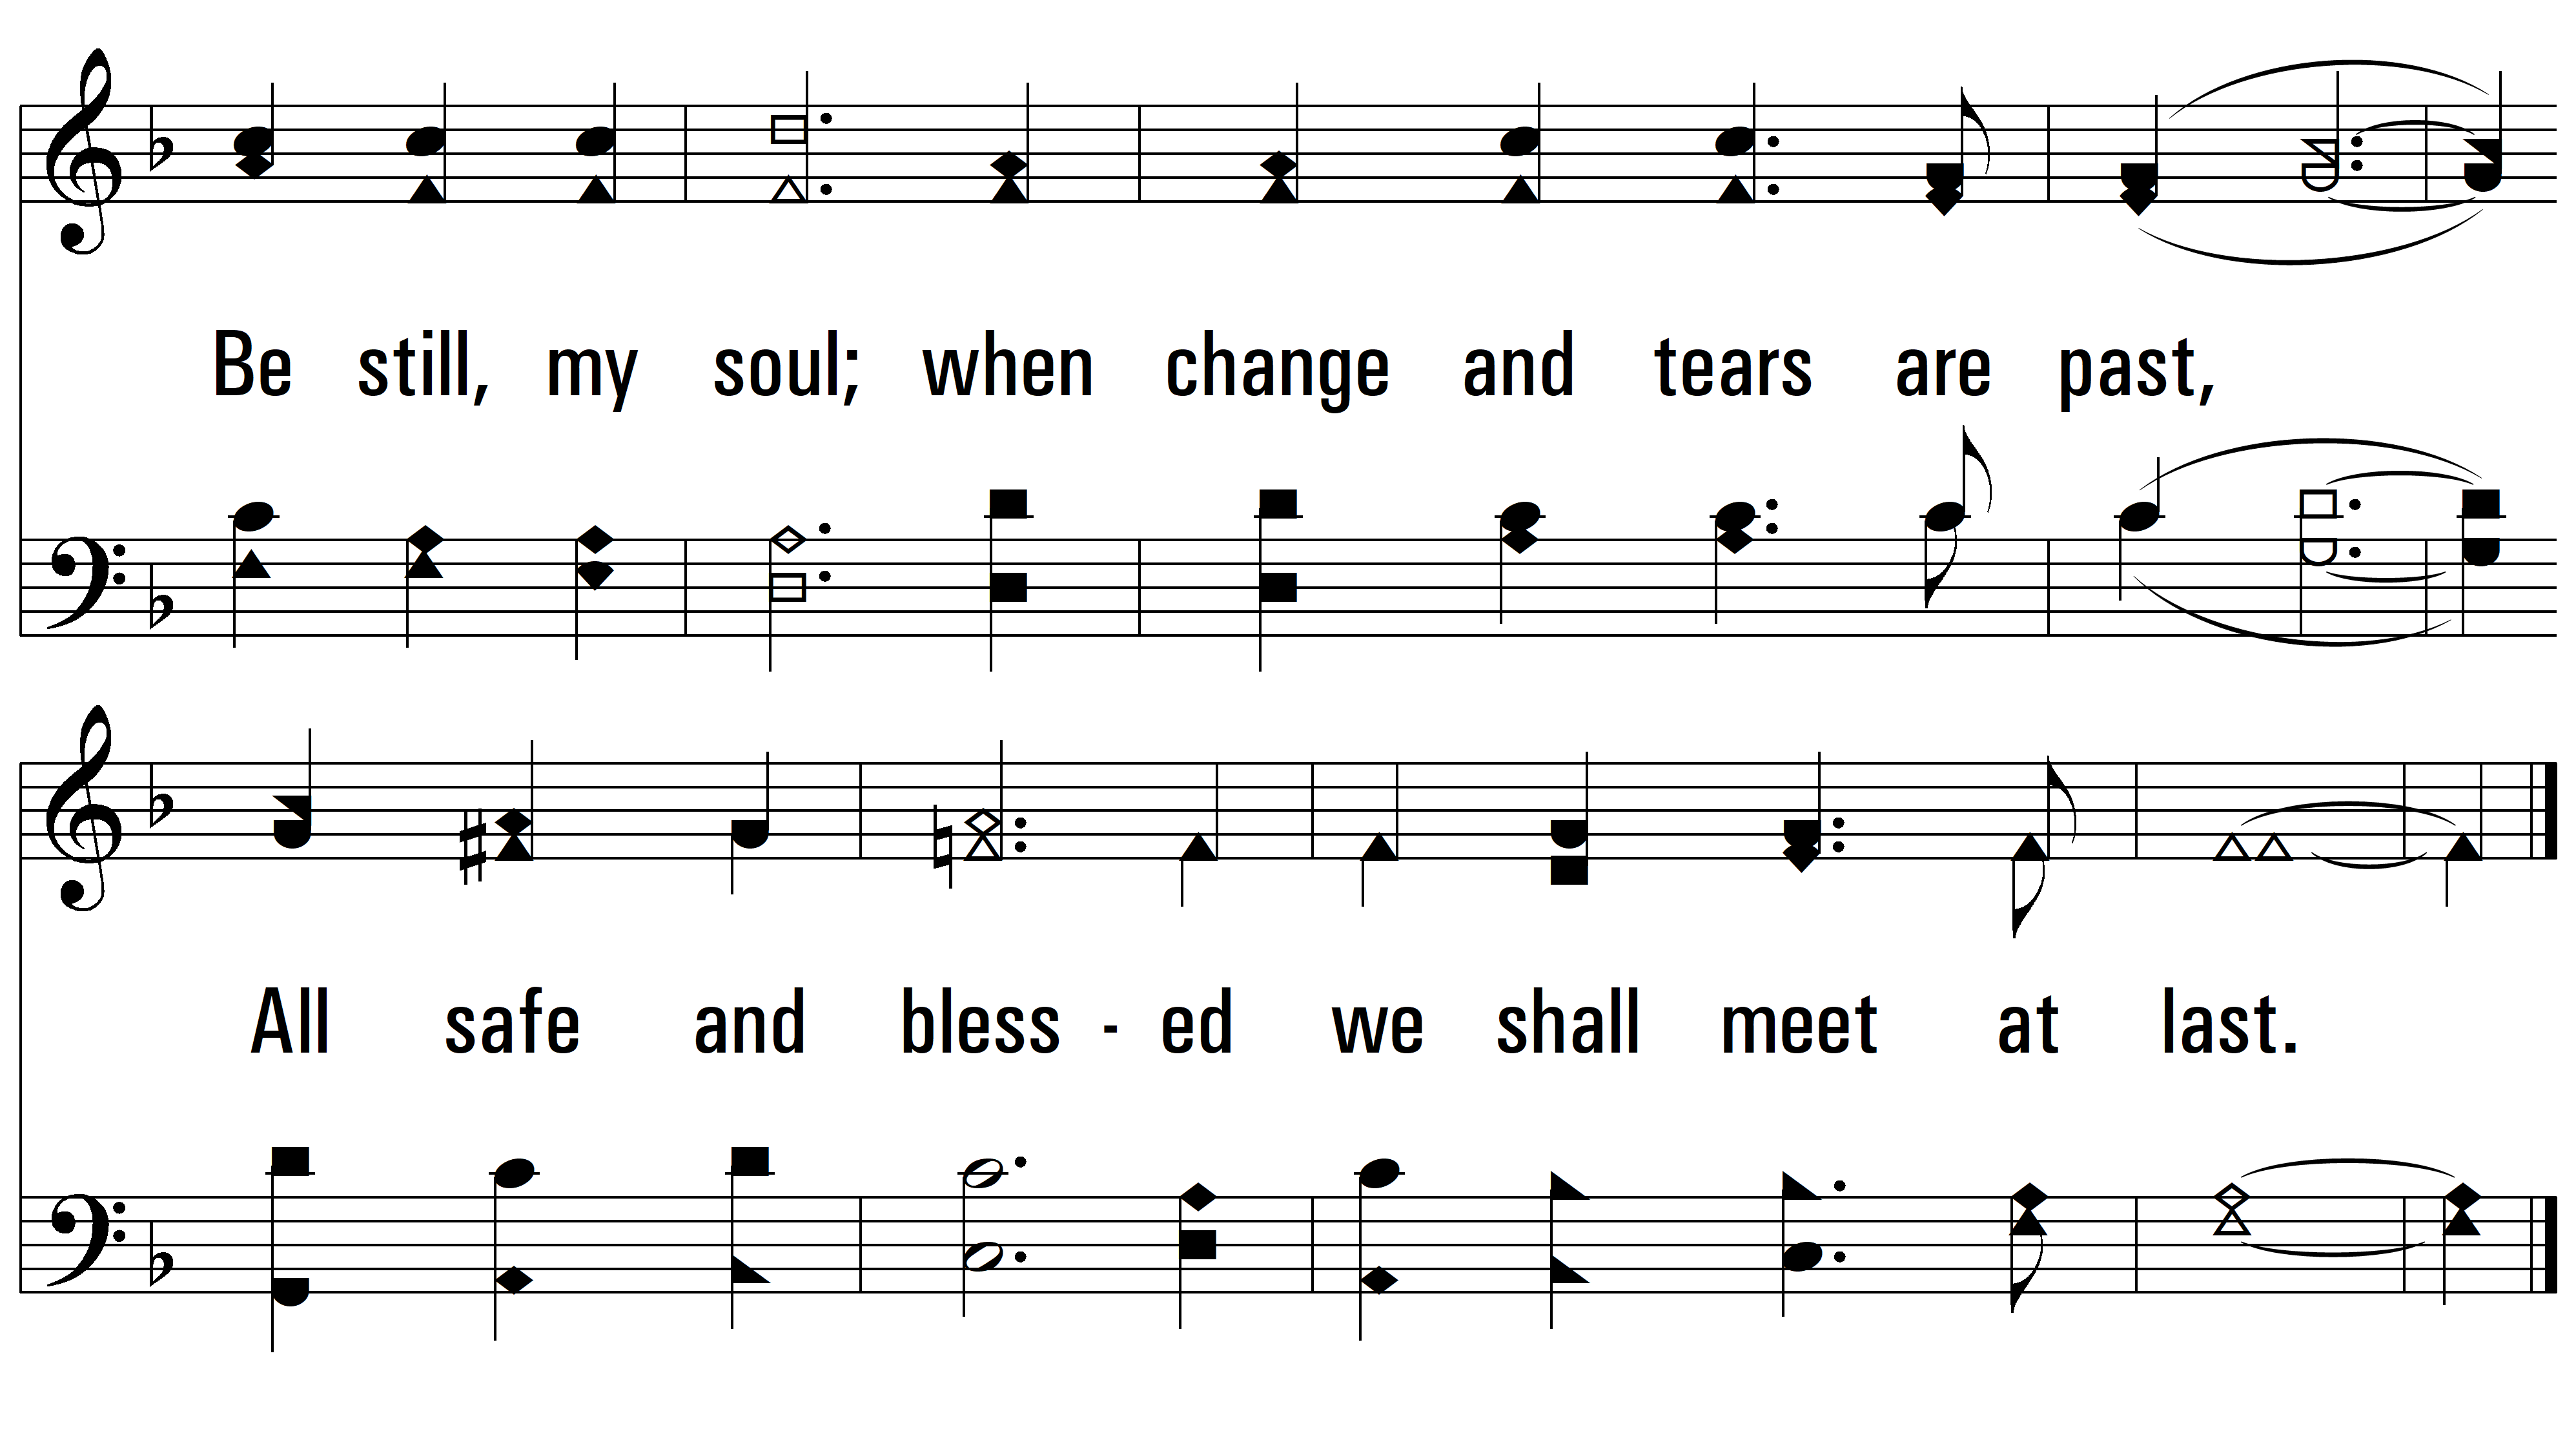 Be still, my soul; when change and tears are past,
All safe and bless - ed we shall meet at last.